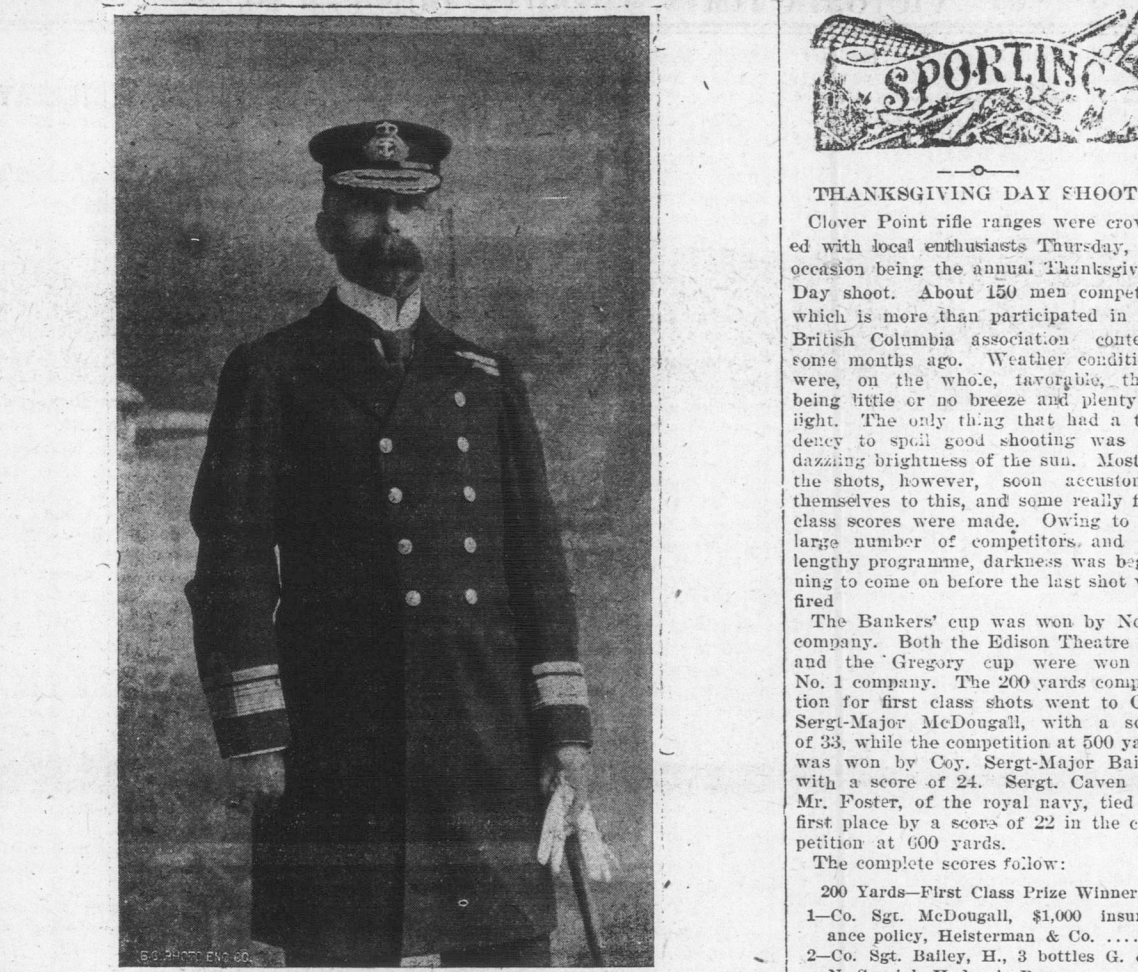 B.C. PHOTO ENG. CO.
SPORTING
THANKSGIVING DAY SHOOT
Clover Point rifle ranges were crow
ed with local enthusiasts Thursday,
occasion being the annual Thanksgiv
Day shoot. About 150 men compet
which is more than participated in
British Columbia association conte
some months ago. Weather conditi
were, on the whole, favorable, th
being little or no breeze and plenty
light. The only thing that had a t
dency to spoil good shooting was
dazzling brightness of the sun. Most
the shots, however, soon accustom
themselves to this, and some really f
class scores were made. Owing to
large number of competitors, and
lengthy programme, darkness was beg
ning to come on before the last shot w
fired
The Bankers' cup was won by No
company. Both the Edison Theatre
and the Gregory cup were won
No. 1 company. The 200 yards comp
tion for first class shots went to C
Sergt-Major McDougall, with a sc
of 33, while the competition at 500 ya
was won by Coy. Sergt-Major Bai
with a score of 24. Sergt. Caven
Mr. Foster, of the royal navy, tied
first place by a score of 22 in the c
petition at 600 yards.
The complete scores follow:
200 Yards—First Class Prize Winner
1—Co. Sgt. McDougall, $1,000 insur
ance policy, Heisterman & Co. ....
2—Co. Sgt. Bailey, H., 3 bottles G.